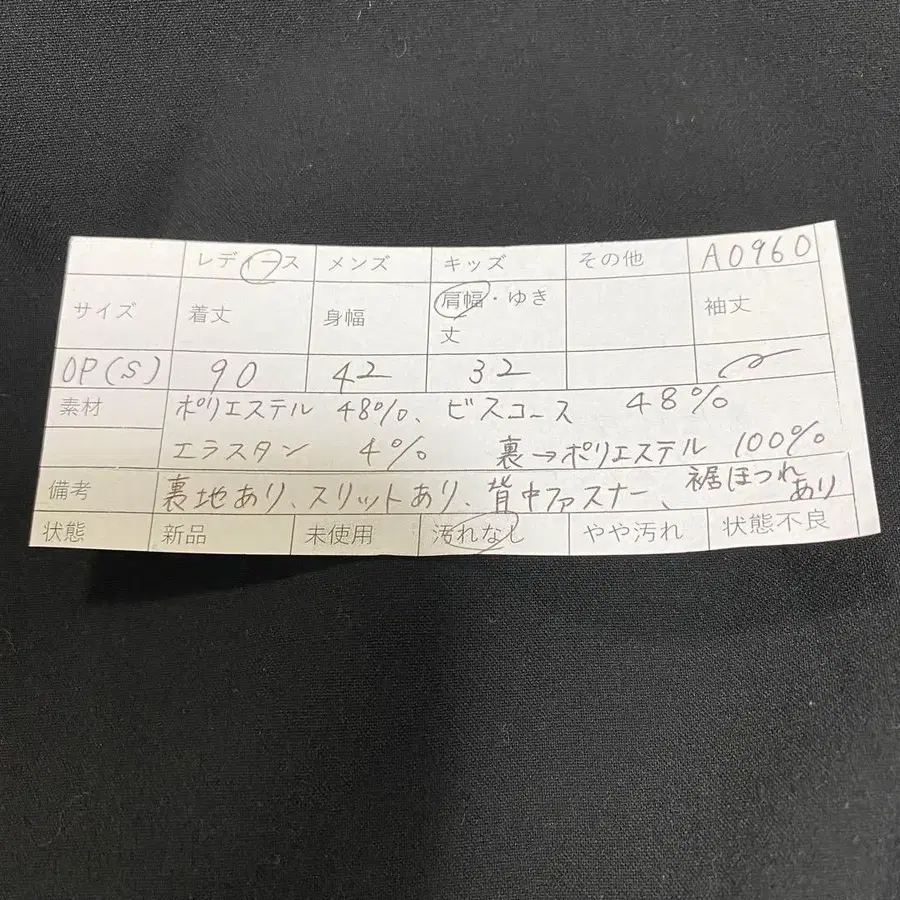 レディース メンズ キッズ その他 A0960
サイズ 着丈 身幅 肩幅・ゆき丈 袖丈
OP(S) 90 42 32
素材 ポリエステル 48%、ビスコース 48%
エラスタン 4% 裏→ポリエステル 100%
備考 裏地あり、スリットあり、背中ファスナー、裾ほつれあり
状態 新品 未使用 汚れなし やや汚れ 状態不良